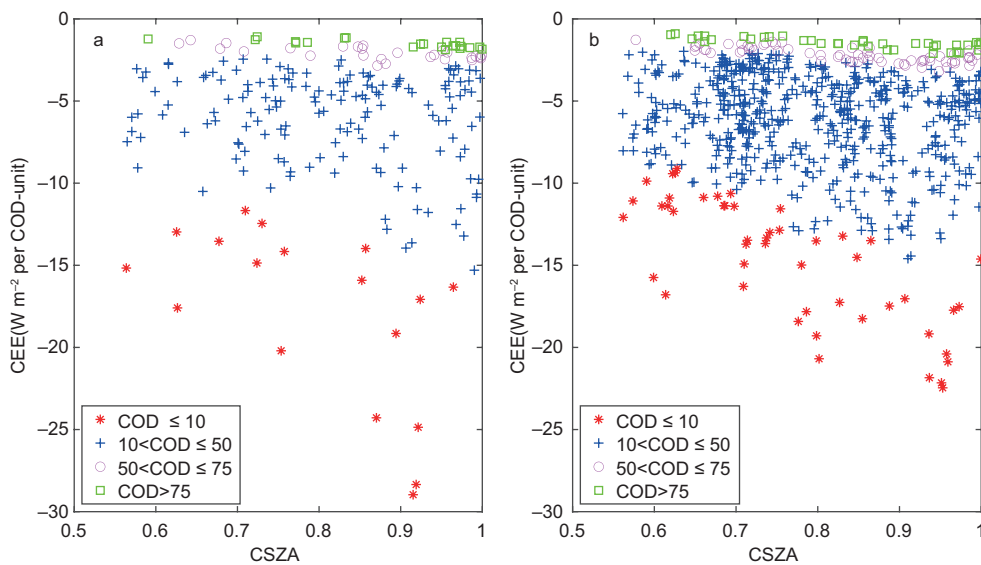 a
CEE(W m⁻² per COD-unit)
0
–5
–10
–15
–20
–25
–30
0.5
0.6
0.7
0.8
0.9
1
CSZA
COD ≤ 10
10<COD ≤ 50
50<COD ≤ 75
COD>75
b
CEE(W m⁻² per COD-unit)
0
–5
–10
–15
–20
–25
–30
0.5
0.6
0.7
0.8
0.9
1
CSZA
COD ≤ 10
10<COD ≤ 50
50<COD ≤ 75
COD>75